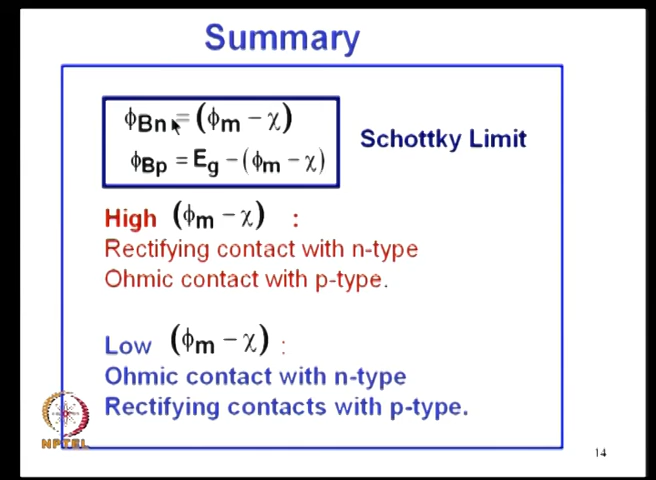 Summary
ϕBn = (ϕm − χ)
ϕBp = Eg − (ϕm − χ)
Schottky Limit
High (ϕm − χ) :
Rectifying contact with n-type
Ohmic contact with p-type.
Low (ϕm − χ) :
Ohmic contact with n-type
Rectifying contacts with p-type.
NPTEL
14